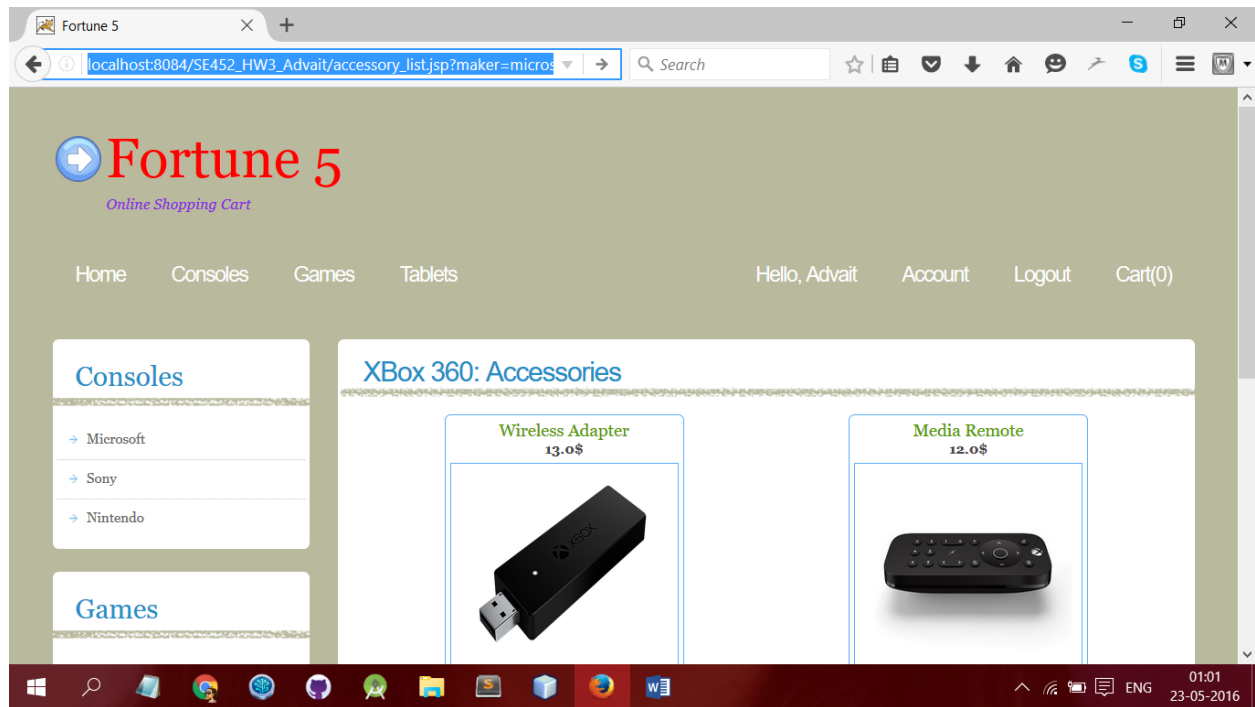 Fortune 5
localhost:8084/SE452_HW3_Advait/accessory_list.jsp?maker=micros
Search
Fortune 5
Online Shopping Cart
Home Consoles Games Tablets Hello, Advait Account Logout Cart(0)
Consoles
Microsoft
Sony
Nintendo
Games
XBox 360: Accessories
Wireless Adapter
13.0$
XBOX
Media Remote
12.0$
ENG
01:01
23-05-2016